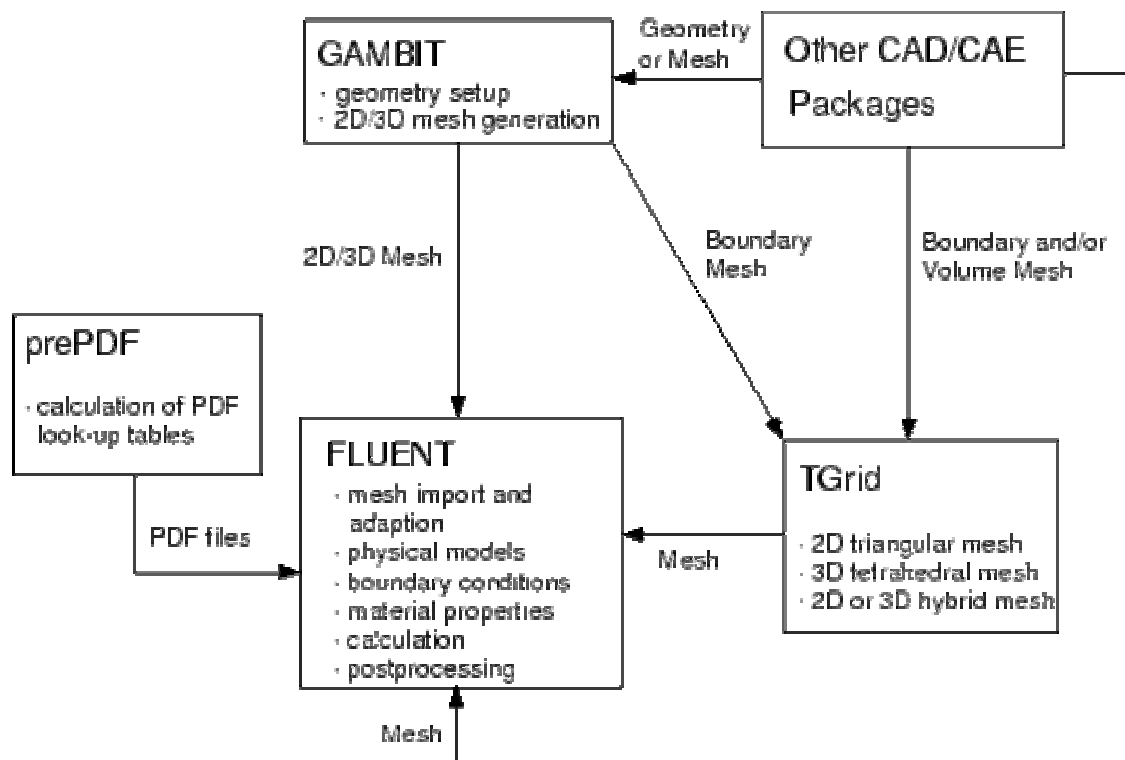 GAMBIT
· geometry setup
· 2D/3D mesh generation
Geometry
or Mesh
Other CAD/CAE
Packages
2D/3D Mesh
Boundary
Mesh
Boundary and/or
Volume Mesh
prePDF
· calculation of PDF
look-up tables
PDF files
FLUENT
· mesh import and
adaption
· physical models
· boundary conditions
· material properties
· calculation
· postprocessing
Mesh
TGrid
· 2D triangular mesh
· 3D tetrahedral mesh
· 2D or 3D hybrid mesh
Mesh